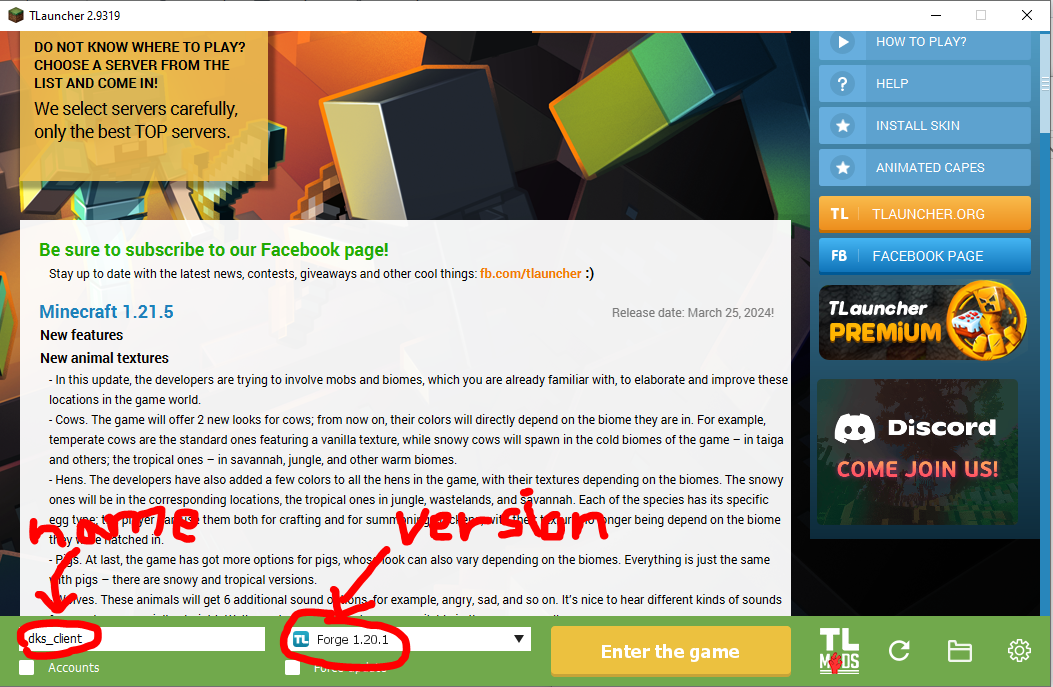 TLauncher 2.9319
DO NOT KNOW WHERE TO PLAY?
CHOOSE A SERVER FROM THE
LIST AND COME IN!
We select servers carefully,
only the best TOP servers.
HOW TO PLAY?
HELP
INSTALL SKIN
ANIMATED CAPES
TL TLAUNCHER.ORG
FB FACEBOOK PAGE
TLauncher
PREMIUM
Discord
COME JOIN US!
Be sure to subscribe to our Facebook page!
Stay up to date with the latest news, contests, giveaways and other cool things: fb.com/tlauncher :)
Minecraft 1.21.5
Release date: March 25, 2024!
New features
New animal textures
- In this update, the developers are trying to involve mobs and biomes, which you are already familiar with, to elaborate and improve these
locations in the game world.
- Cows. The game will offer 2 new looks for cows; from now on, their colors will directly depend on the biome they are in. For example,
temperate cows are the standard ones featuring a vanilla texture, while snowy cows will spawn in the cold biomes of the game – in taiga
and others; the tropical ones – in savannah, jungle, and other warm biomes.
- Hens. The developers have also added a few colors to all the hens in the game, with their textures depending on the biomes. The snowy
ones will be in the corresponding locations, the tropical ones in jungle, wastelands, and savannah. Each of the species has its specific
egg type; the player can use them both for crafting and for summoning chickens, with their texture no longer being depend on the biome
they were hatched in.
- Pigs. At last, the game has got more options for pigs, whose look can also vary depending on the biomes. Everything is just the same
with pigs – there are snowy and tropical versions.
- Wolves. These animals will get 6 additional sound options, for example, angry, sad, and so on. It's nice to hear different kinds of sounds
name
version
dks_client
TL Forge 1.20.1
Enter the game
Accounts
TL
MODS